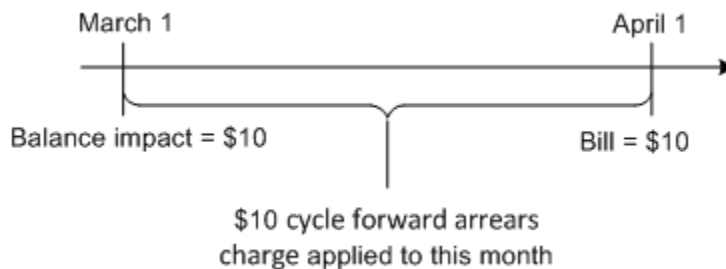 March 1
April 1
Balance impact = $10
Bill = $10
$10 cycle forward arrears
charge applied to this month